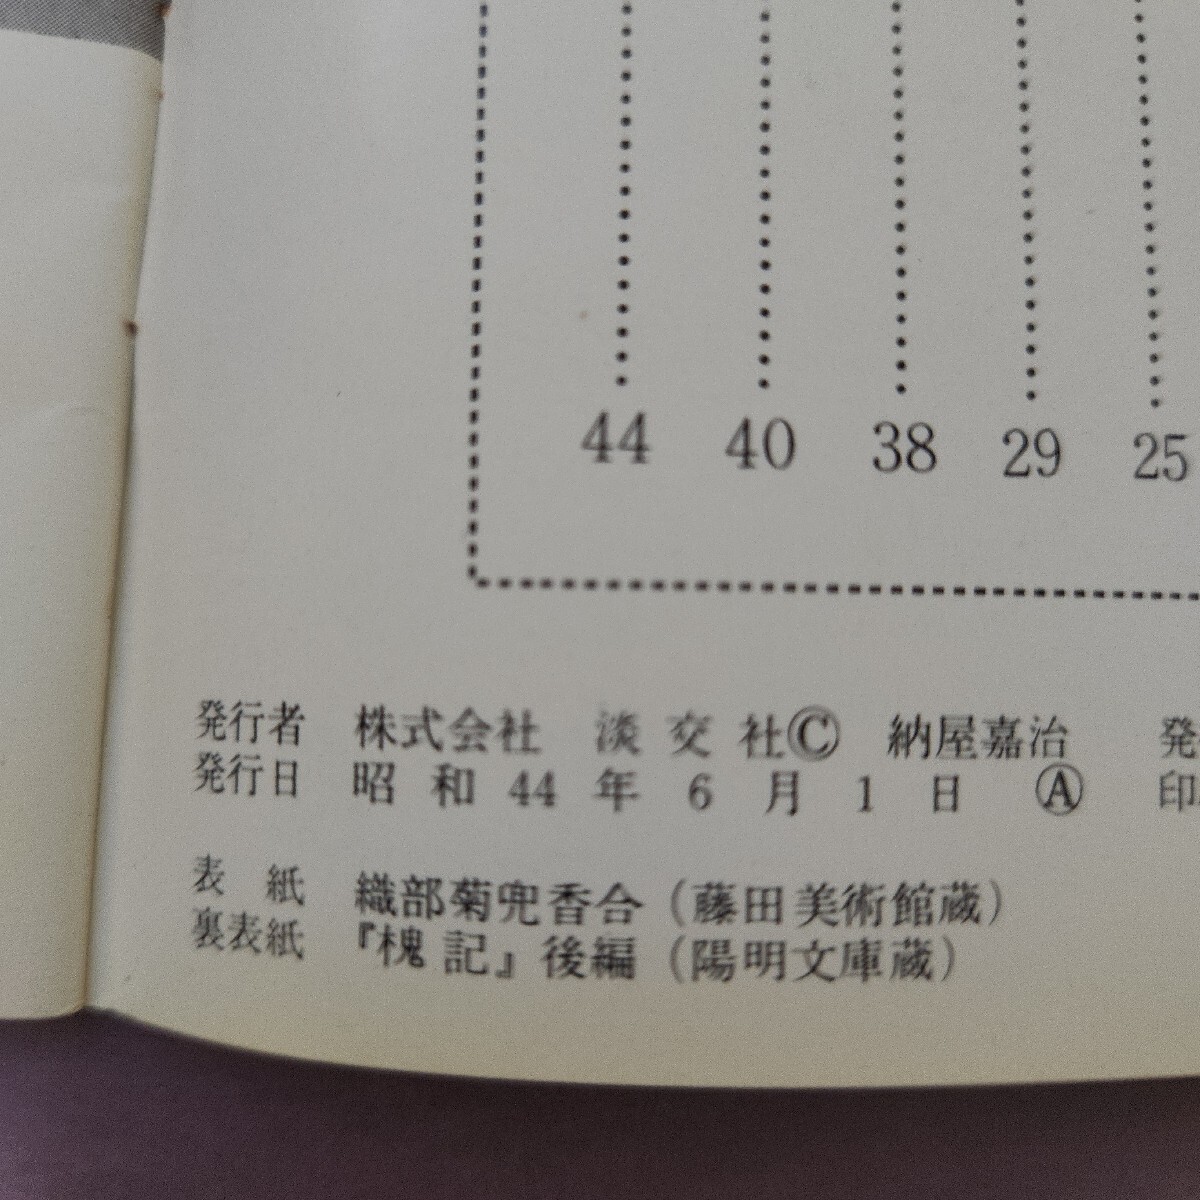 44 40 38 29 25
発行者 株式会社 淡交社Ⓒ 納屋嘉治 発
発行日 昭和44年6月1日 Ⓐ 印
表紙 織部菊兜香合（藤田美術館蔵）
裏表紙 『槐記』後編（陽明文庫蔵）